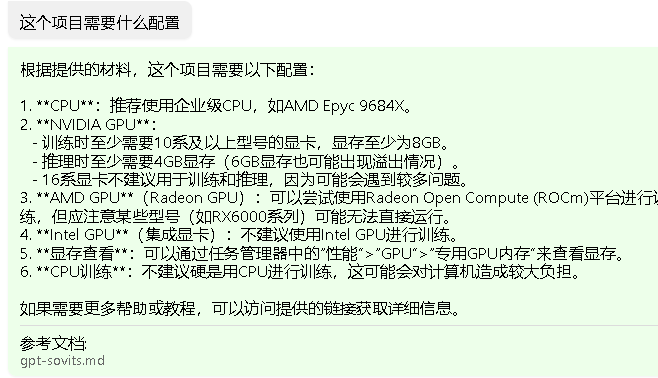 这个项目需要什么配置
根据提供的材料，这个项目需要以下配置：
1. **CPU**：推荐使用企业级CPU，如AMD Epyc 9684X。
2. **NVIDIA GPU**：
- 训练时至少需要10系及以上型号的显卡，显存至少为8GB。
- 推理时至少需要4GB显存（6GB显存也可能出现溢出情况）。
- 16系显卡不建议用于训练和推理，因为可能会遇到较多问题。
3. **AMD GPU**（Radeon GPU）：可以尝试使用Radeon Open Compute (ROCm)平台进行训
练，但应注意某些型号（如RX6000系列）可能无法直接运行。
4. **Intel GPU**（集成显卡）：不建议使用Intel GPU进行训练。
5. **显存查看**：可以通过任务管理器中的"性能">"GPU">"专用GPU内存"来查看显存。
6. **CPU训练**：不建议硬是用CPU进行训练，这可能会对计算机造成较大负担。
如果需要更多帮助或教程，可以访问提供的链接获取详细信息。
参考文档:
gpt-sovits.md